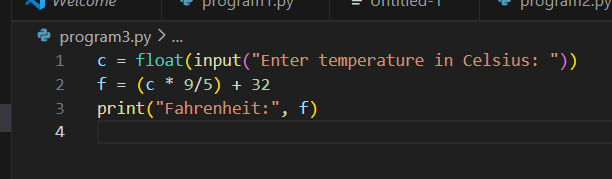 Welcome program1.py Untitled-1 program2.py
program3.py > ...
1 c = float(input("Enter temperature in Celsius: "))
2 f = (c * 9/5) + 32
3 print("Fahrenheit:", f)
4